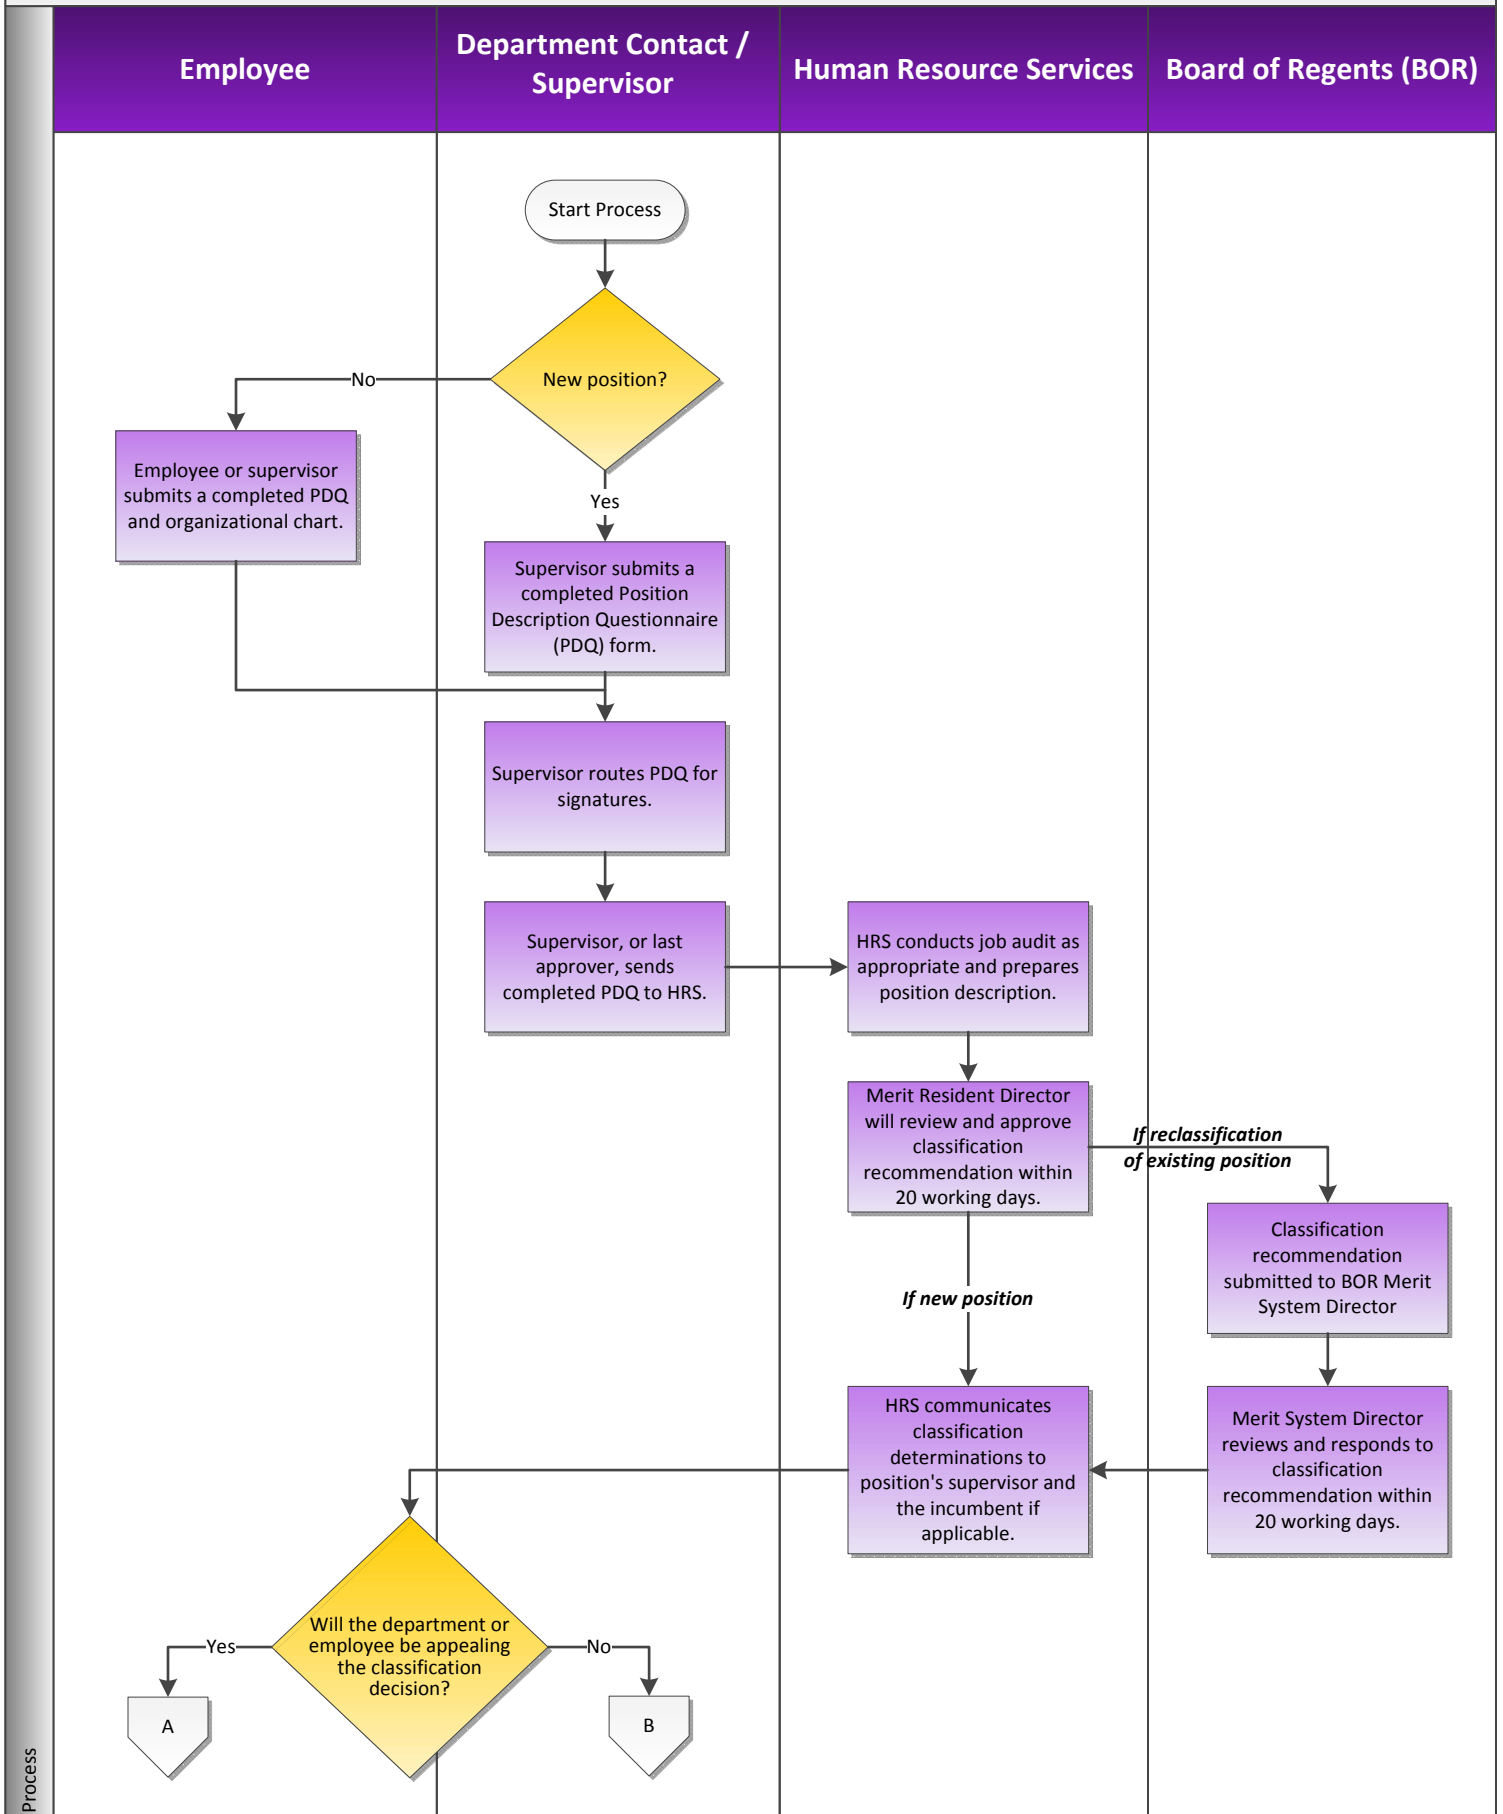 Employee
Department Contact /
Supervisor
Human Resource Services
Board of Regents (BOR)
Start Process
New position?
No
Yes
Employee or supervisor
submits a completed PDQ
and organizational chart.
Supervisor submits a
completed Position
Description Questionnaire
(PDQ) form.
Supervisor routes PDQ for
signatures.
Supervisor, or last
approver, sends
completed PDQ to HRS.
HRS conducts job audit as
appropriate and prepares
position description.
Merit Resident Director
will review and approve
classification
recommendation within
20 working days.
If reclassification
of existing position
Classification
recommendation
submitted to BOR Merit
System Director
If new position
HRS communicates
classification
determinations to
position's supervisor and
the incumbent if
applicable.
Merit System Director
reviews and responds to
classification
recommendation within
20 working days.
Will the department or
employee be appealing
the classification
decision?
Yes
No
A
B
Process